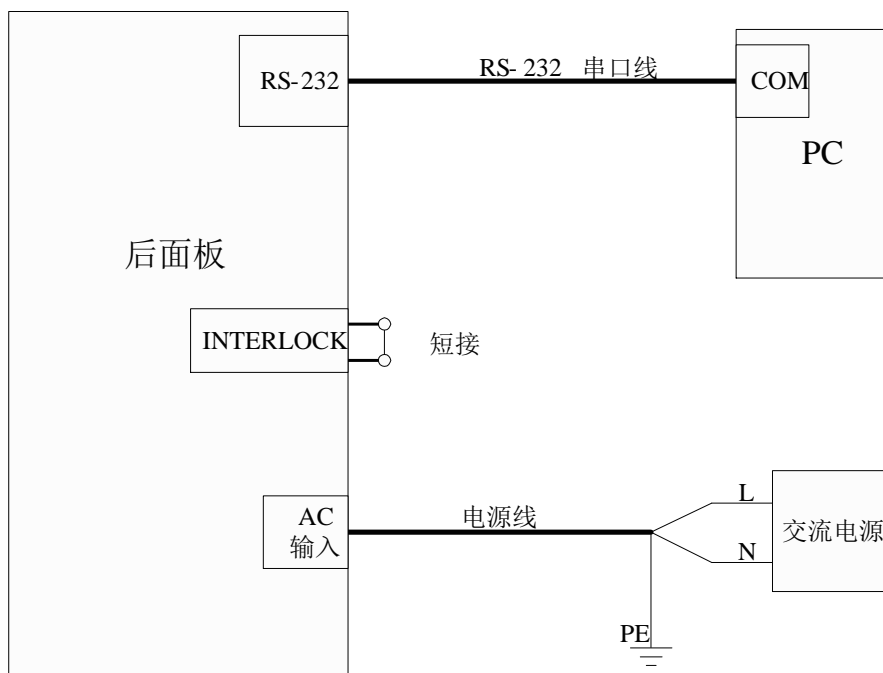 RS-232
RS-232 串口线
COM
PC
后面板
INTERLOCK
短接
AC
输入
电源线
L
N
交流电源
PE